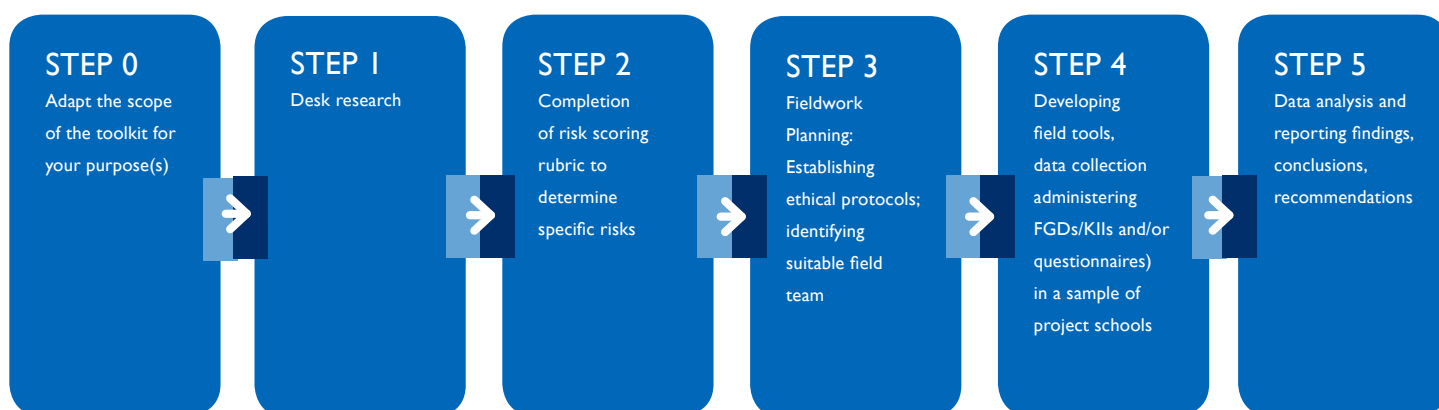 STEP 0
Adapt the scope
of the toolkit for
your purpose(s)
STEP 1
Desk research
STEP 2
Completion
of risk scoring
rubric to
determine
specific risks
STEP 3
Fieldwork
Planning:
Establishing
ethical protocols;
identifying
suitable field
team
STEP 4
Developing
field tools,
data collection
administering
FGDs/KIIs and/or
questionnaires)
in a sample of
project schools
STEP 5
Data analysis and
reporting findings,
conclusions,
recommendations